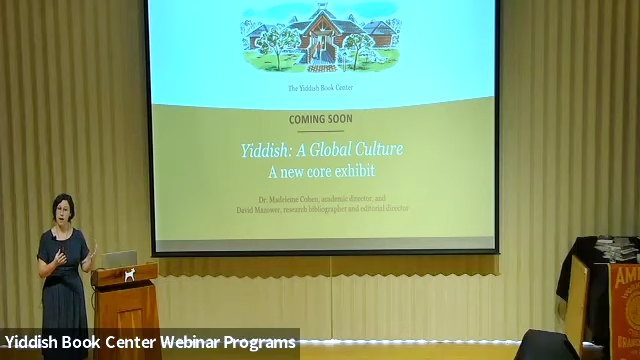 The Yiddish Book Center
COMING SOON
Yiddish: A Global Culture
A new core exhibit
Dr. Madeleine Cohen, academic director, and
David Mazower, research bibliographer and editorial director
Yiddish Book Center Webinar Programs